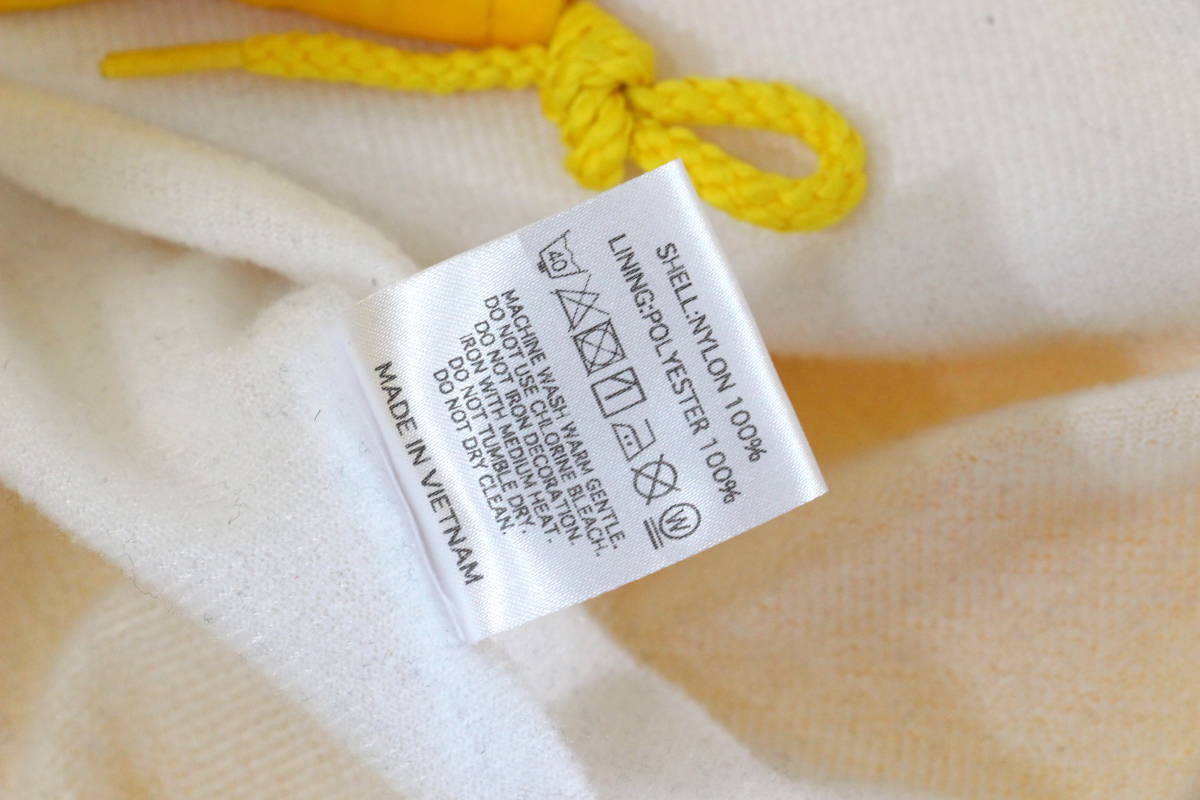 SHELL:NYLON 100%
LINING:POLYESTER 100%
40
W
MACHINE WASH WARM GENTLE.
DO NOT USE CHLORINE BLEACH.
DO NOT IRON DECORATION.
IRON WITH MEDIUM HEAT.
DO NOT TUMBLE DRY.
DO NOT DRY CLEAN.
MADE IN VIETNAM